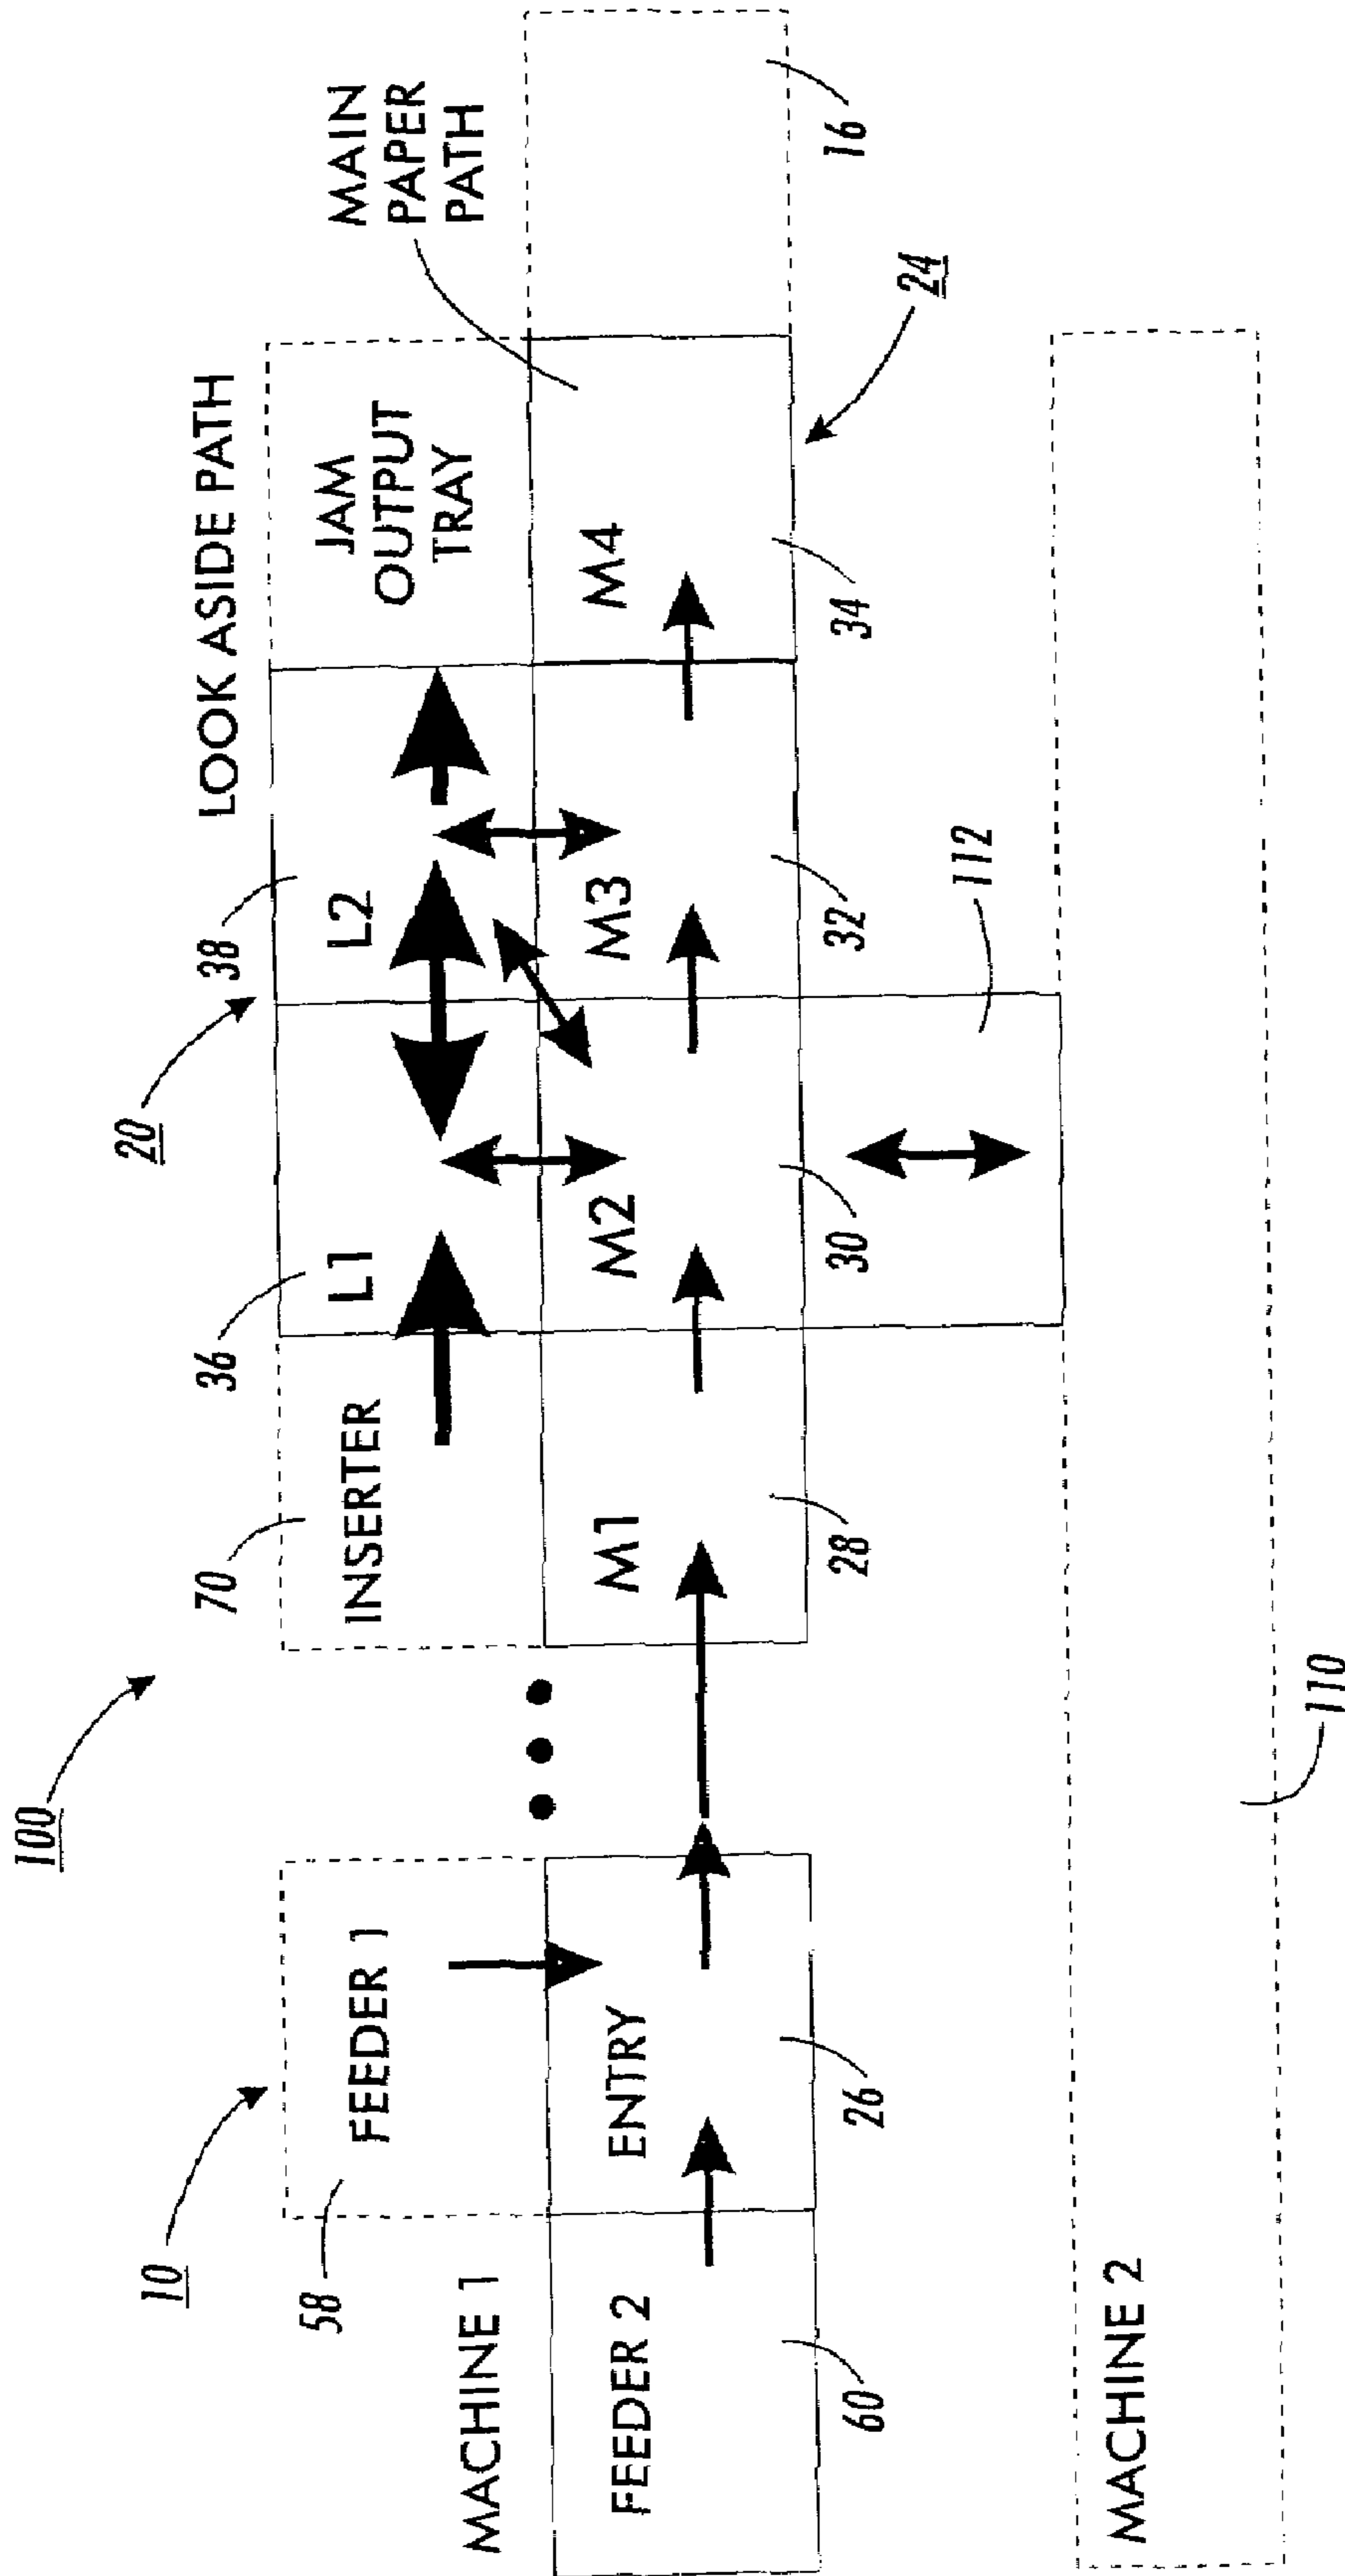 100
10
20
LOOK ASIDE PATH
MAIN
PAPER
PATH
58
FEEDER 1
70
INSERTER
36
L1
38
L2
JAM
OUTPUT
TRAY
MACHINE 1
FEEDER 2
ENTRY
M1
M2
M3
M4
60
26
28
30
32
34
24
16
112
MACHINE 2
110